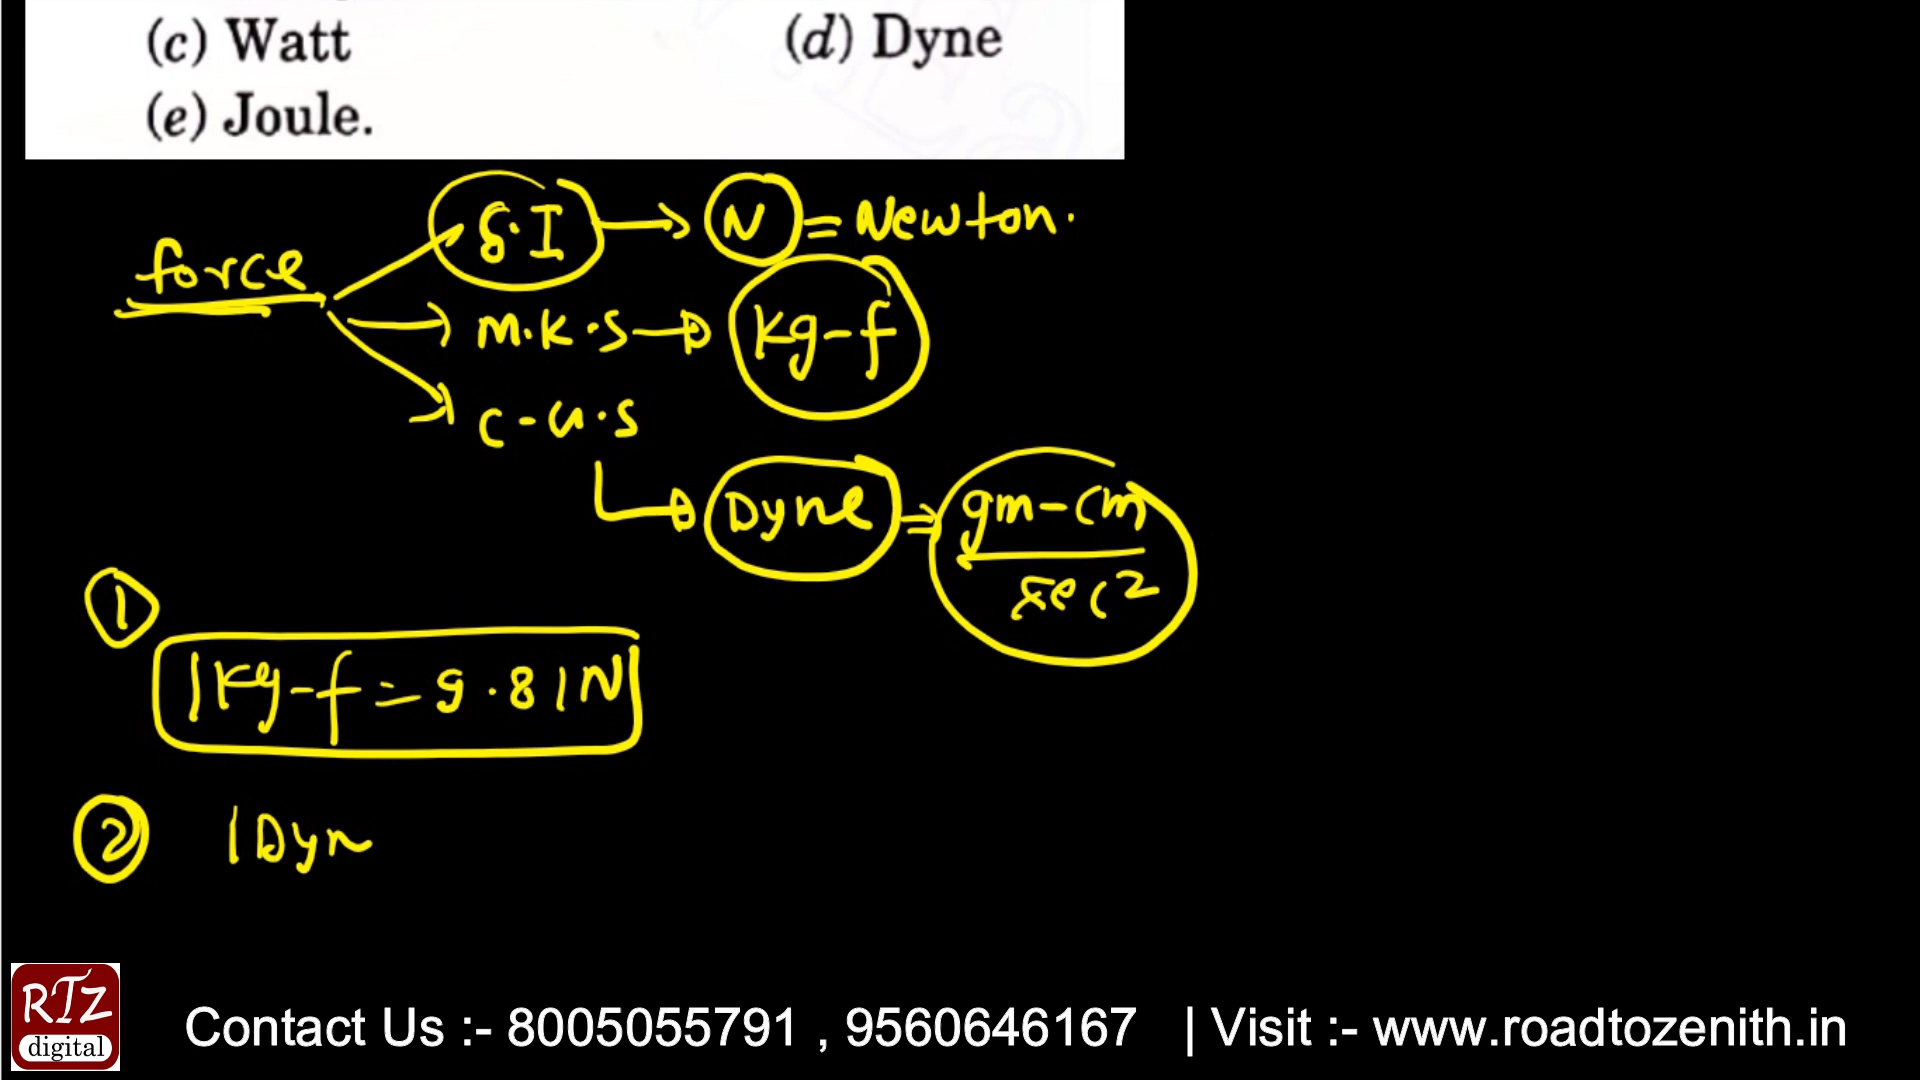 (c) Watt (d) Dyne
(e) Joule.
force
S.I → N = Newton.
M.K.S → Kg-f
C-G.S
Dyne ⇒ gm-cm
sec²
1
1Kg-f = 9.81N
2 1Dyn
RTZ
digital
Contact Us :- 8005055791 , 9560646167 | Visit :- www.roadtozenith.in